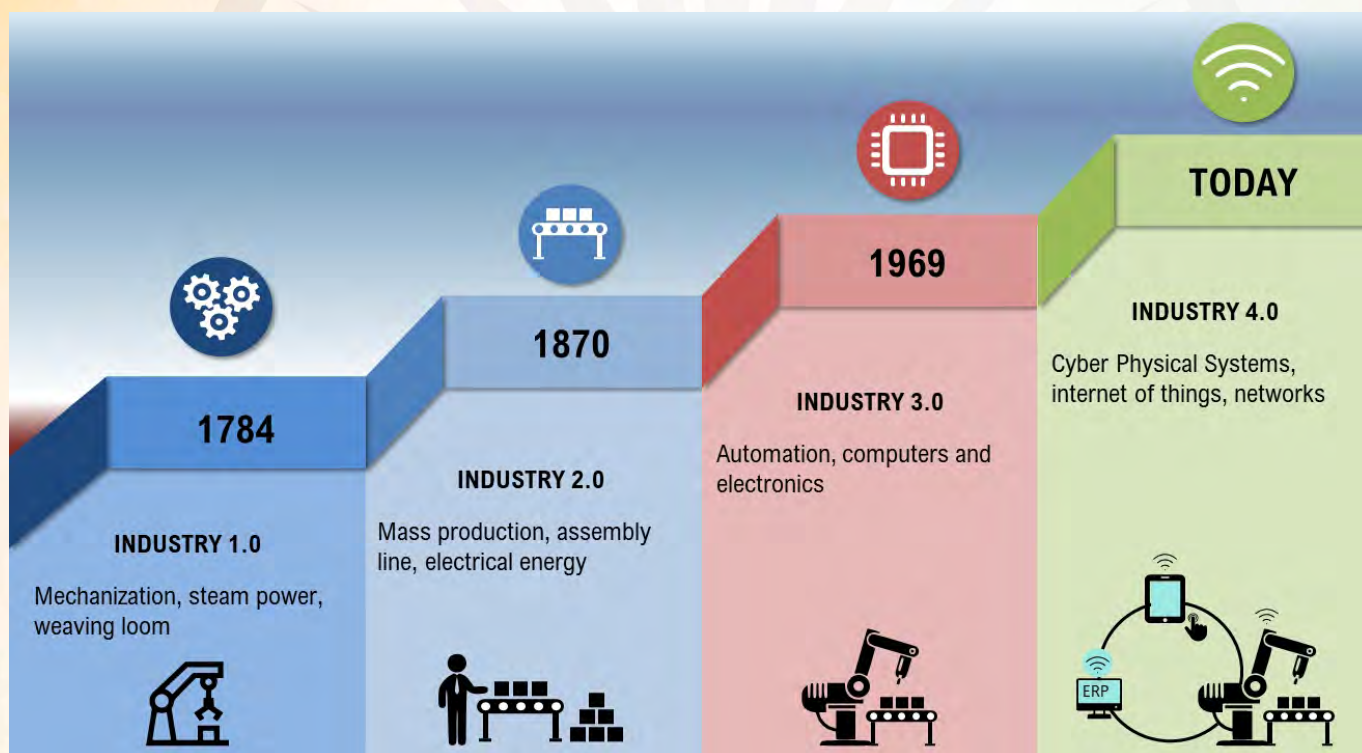 1784
INDUSTRY 1.0
Mechanization, steam power,
weaving loom
1870
INDUSTRY 2.0
Mass production, assembly
line, electrical energy
1969
INDUSTRY 3.0
Automation, computers and
electronics
TODAY
INDUSTRY 4.0
Cyber Physical Systems,
internet of things, networks
ERP